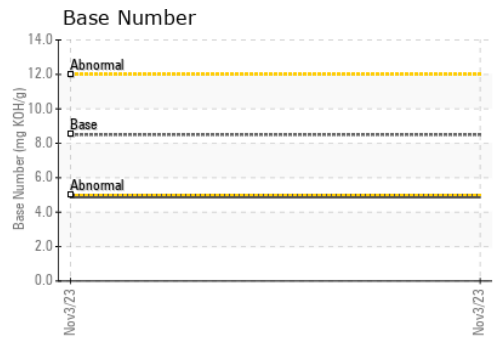 Base Number
14.0
Abnormal
12.0
10.0
Base
8.0
6.0
Abnormal
4.0
2.0
0.0
Base Number (mg KOH/g)
Nov3/23
Nov3/23